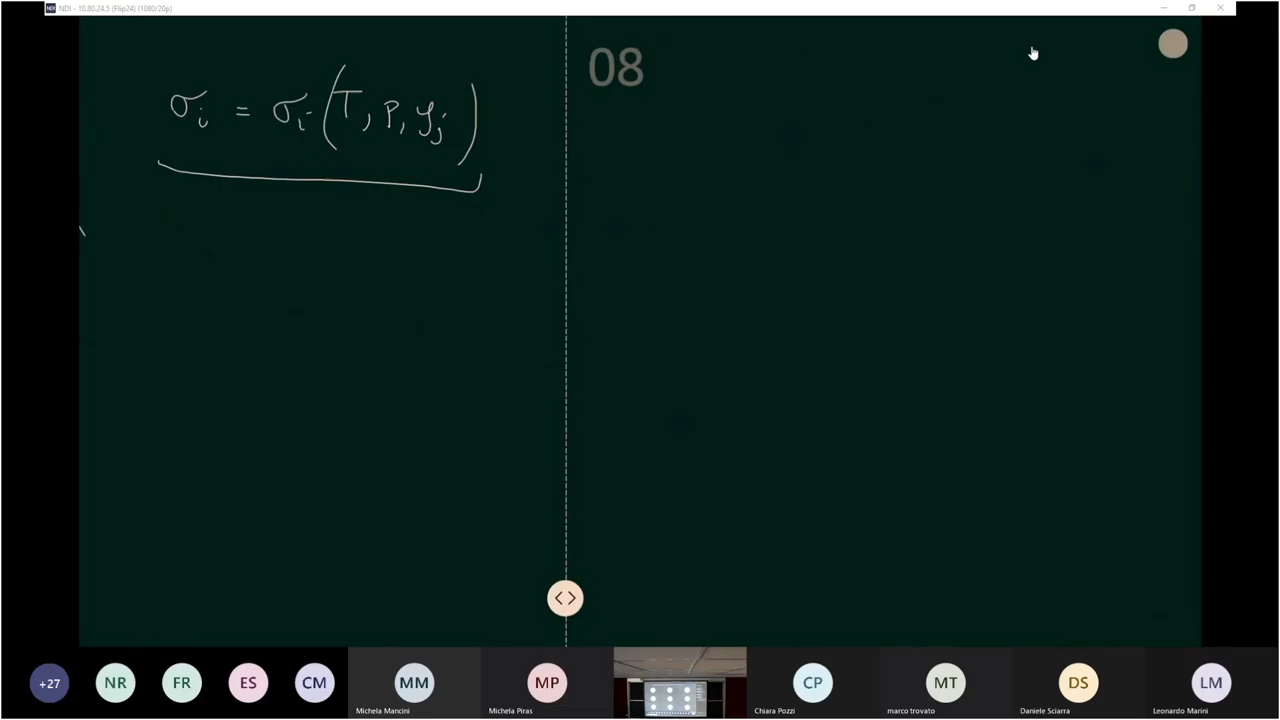 NDI - 10.80.24.5 (Flip24) (1080/20p)
08
σi = σi (T, P, yj)
+27
NR
FR
ES
CM
MM
Michela Mancini
MP
Michela Piras
CP
Chiara Pozzi
MT
marco trovato
DS
Daniele Sciarra
LM
Leonardo Marini